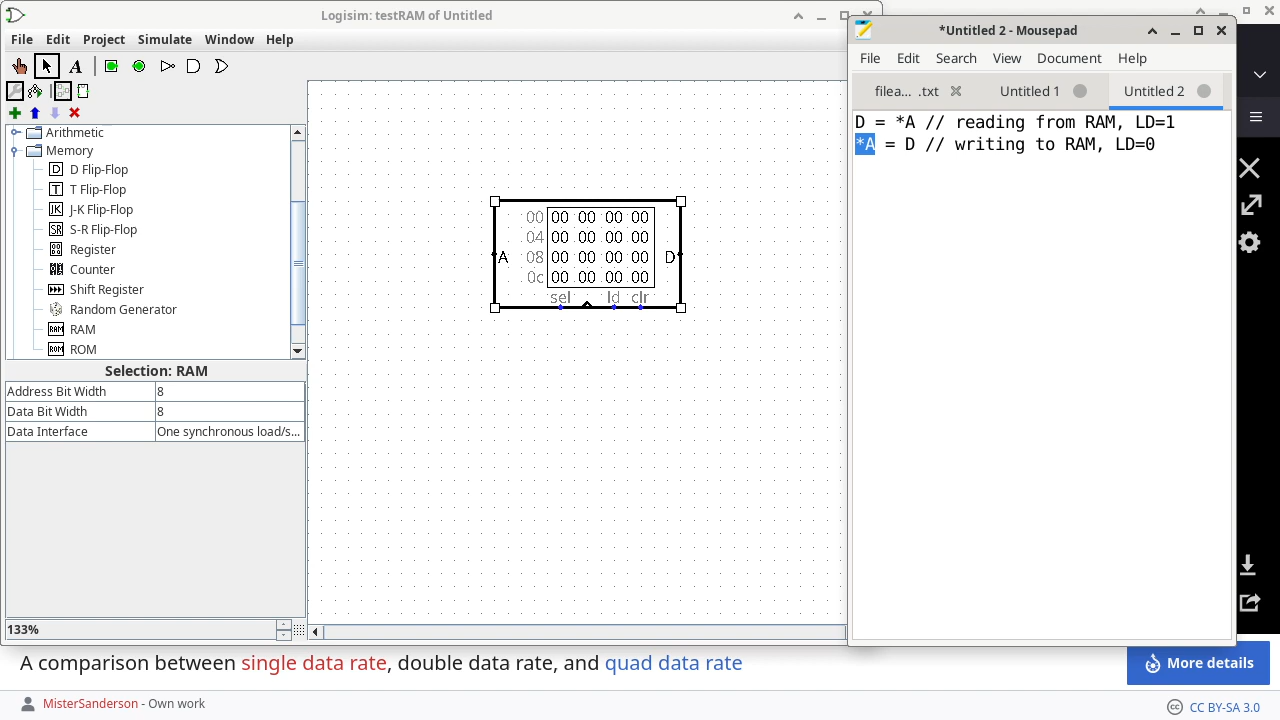 Logisim: testRAM of Untitled
File Edit Project Simulate Window Help
Arithmetic
Memory
D Flip-Flop
T Flip-Flop
J-K Flip-Flop
S-R Flip-Flop
Register
Counter
Shift Register
Random Generator
RAM
ROM
Selection: RAM
Address Bit Width 8
Data Bit Width 8
Data Interface One synchronous load/s...
133%
00 00 00 00 00
04 00 00 00 00
A 08 00 00 00 00 D
0c 00 00 00 00
sel ld clr
*Untitled 2 - Mousepad
File Edit Search View Document Help
filea... .txt Untitled 1 Untitled 2
D = *A // reading from RAM, LD=1
*A = D // writing to RAM, LD=0
A comparison between single data rate, double data rate, and quad data rate
More details
MisterSanderson - Own work
CC BY-SA 3.0